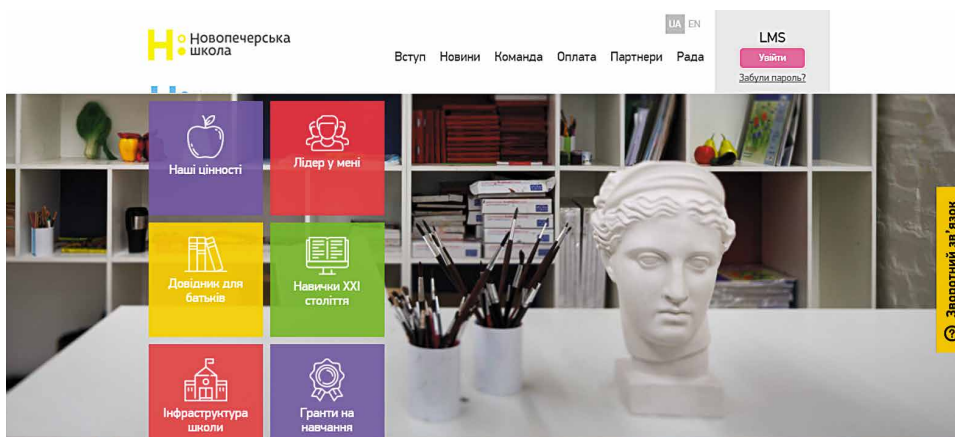 UA EN
Новопечерська
школа
Вступ Новини Команда Оплата Партнери Рада
LMS
Увійти
Забули пароль?
Наші цінності
Лідер у мені
Довідник для
батьків
Навички XXI
століття
Інфраструктура
школи
Гранти на
навчання
Зворотний зв'язок